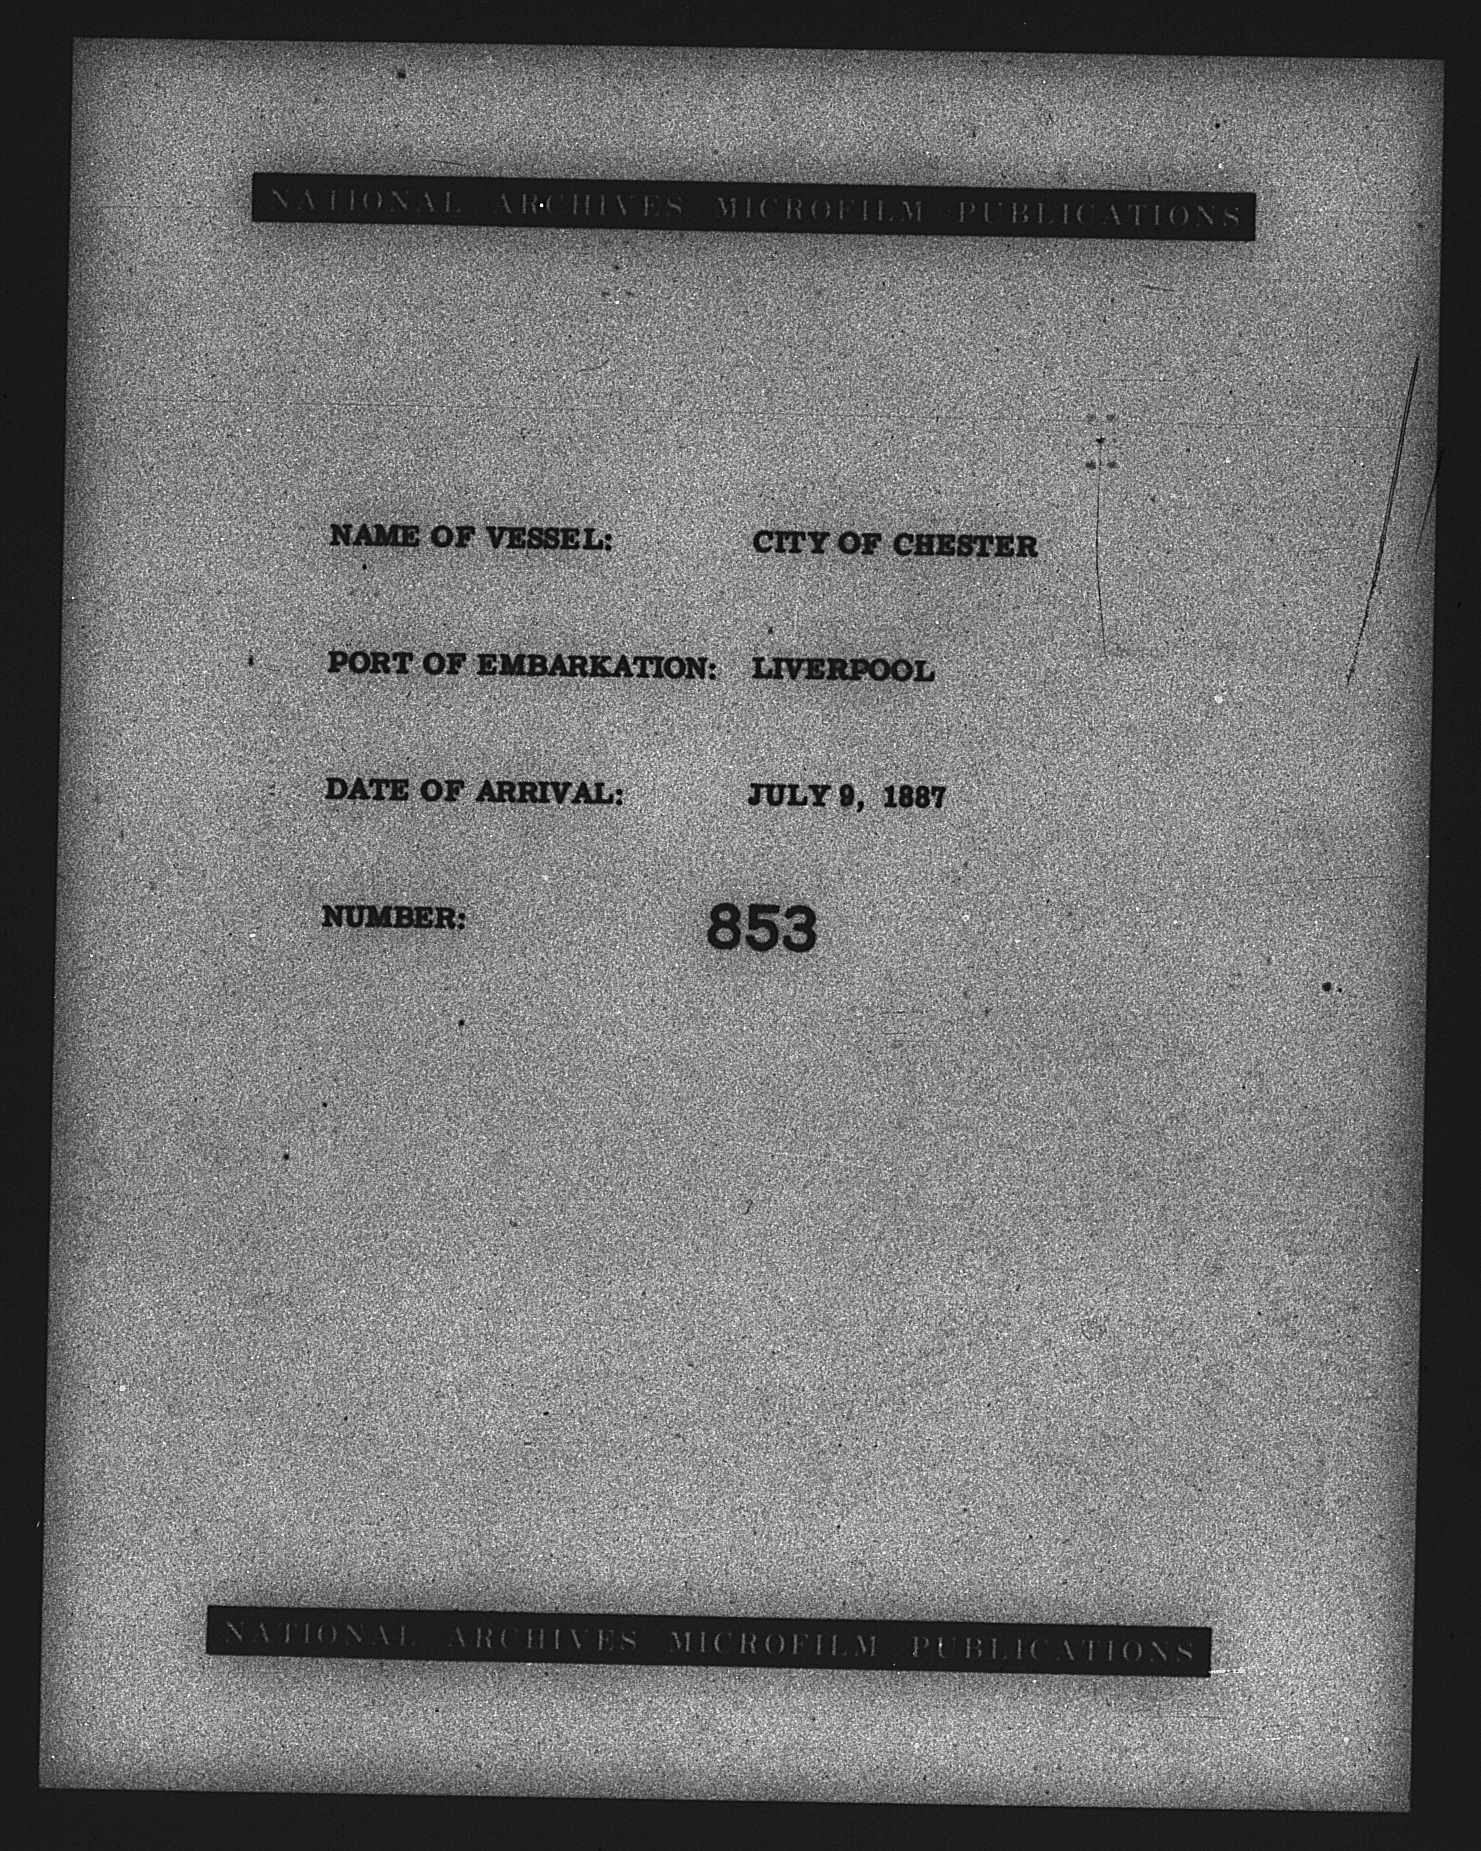 NATIONAL ARCHIVES MICROFILM PUBLICATIONS
NAME OF VESSEL: CITY OF CHESTER
PORT OF EMBARKATION: LIVERPOOL
DATE OF ARRIVAL: JULY 9, 1887
NUMBER: 853
NATIONAL ARCHIVES MICROFILM PUBLICATIONS